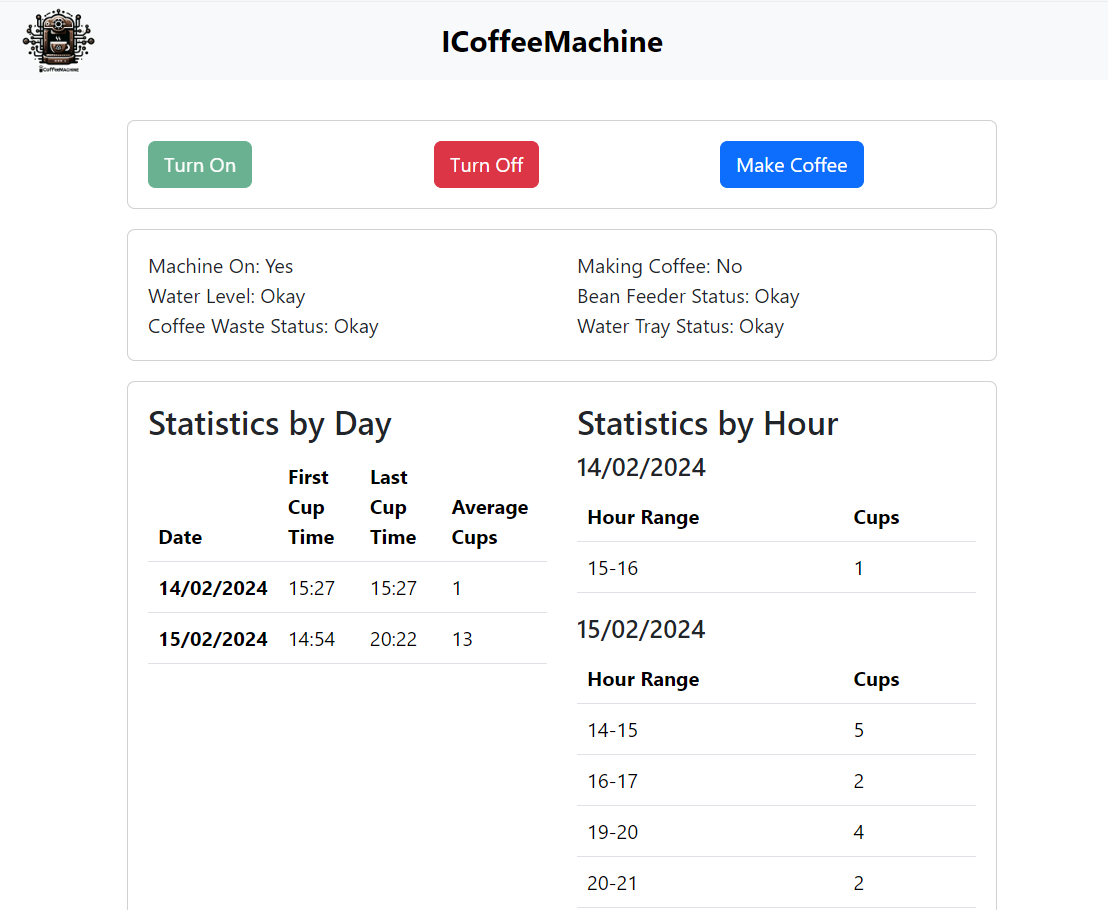 iCoffeeMachine
ICoffeeMachine
Turn On
Turn Off
Make Coffee
Machine On: Yes
Making Coffee: No
Water Level: Okay
Bean Feeder Status: Okay
Coffee Waste Status: Okay
Water Tray Status: Okay
Statistics by Day
Date First Cup Time Last Cup Time Average Cups
14/02/2024 15:27 15:27 1
15/02/2024 14:54 20:22 13
Statistics by Hour
14/02/2024
Hour Range Cups
15-16 1
15/02/2024
Hour Range Cups
14-15 5
16-17 2
19-20 4
20-21 2